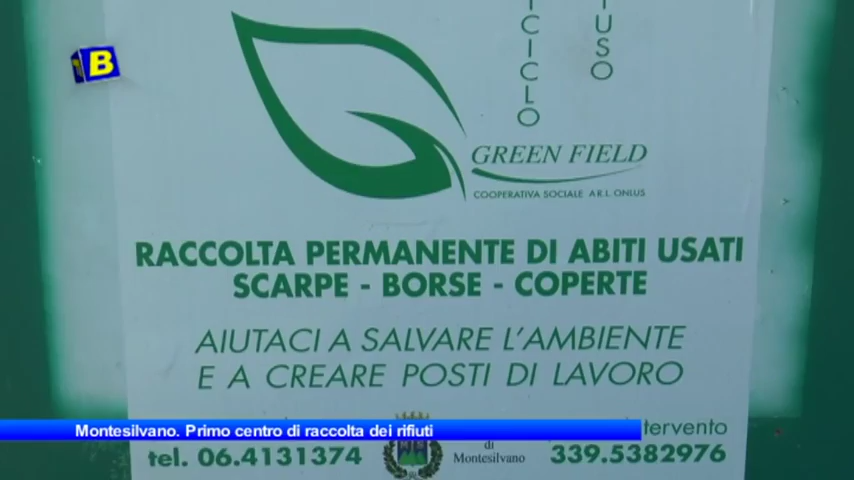 B
ICICLO
IUSO
GREEN FIELD
COOPERATIVA SOCIALE A R.L. ONLUS
RACCOLTA PERMANENTE DI ABITI USATI
SCARPE - BORSE - COPERTE
AIUTACI A SALVARE L'AMBIENTE
E A CREARE POSTI DI LAVORO
Montesilvano. Primo centro di raccolta dei rifiuti
tervento
tel. 06.4131374
di
Montesilvano
339.5382976